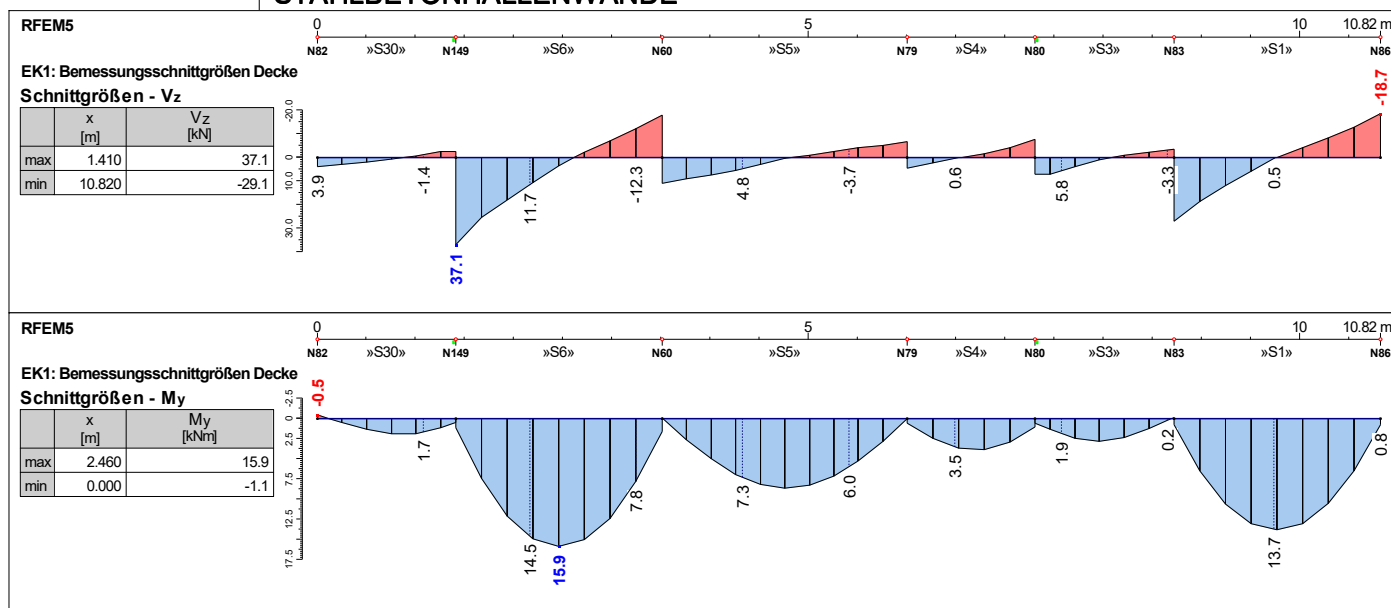 STAHLBETONHALLENWÄNDE
RFEM5
0 5 10 10.82 m
N82 »S30» N149 »S6» N60 »S5» N79 »S4» N80 »S3» N83 »S1» N86
EK1: Bemessungsschnittgrößen Decke
Schnittgrößen - Vz
x Vz
[m] [kN]
max 1.410 37.1
min 10.820 -29.1
-20.0
0
10.0
30.0
3.9 -1.4 37.1 11.7 -12.3 4.8 -3.7 0.6 5.8 -3.3 0.5 -18.7
RFEM5
0 5 10 10.82 m
N82 »S30» N149 »S6» N60 »S5» N79 »S4» N80 »S3» N83 »S1» N86
EK1: Bemessungsschnittgrößen Decke
Schnittgrößen - My
x My
[m] [kNm]
max 2.460 15.9
min 0.000 -1.1
-2.5
0
2.5
7.5
12.5
17.5
-0.5 1.7 14.5 15.9 7.8 7.3 6.0 3.5 1.9 0.2 13.7 0.8